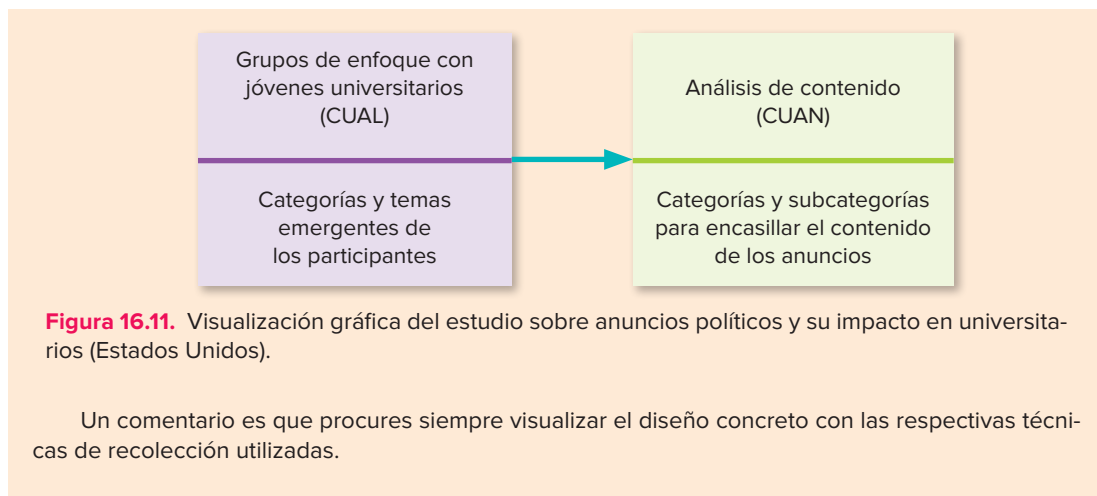 Grupos de enfoque con
jóvenes universitarios
(CUAL)
Categorías y temas
emergentes de
los participantes
Análisis de contenido
(CUAN)
Categorías y subcategorías
para encasillar el contenido
de los anuncios
Figura 16.11. Visualización gráfica del estudio sobre anuncios políticos y su impacto en universita-
rios (Estados Unidos).
Un comentario es que procures siempre visualizar el diseño concreto con las respectivas técni-
cas de recolección utilizadas.